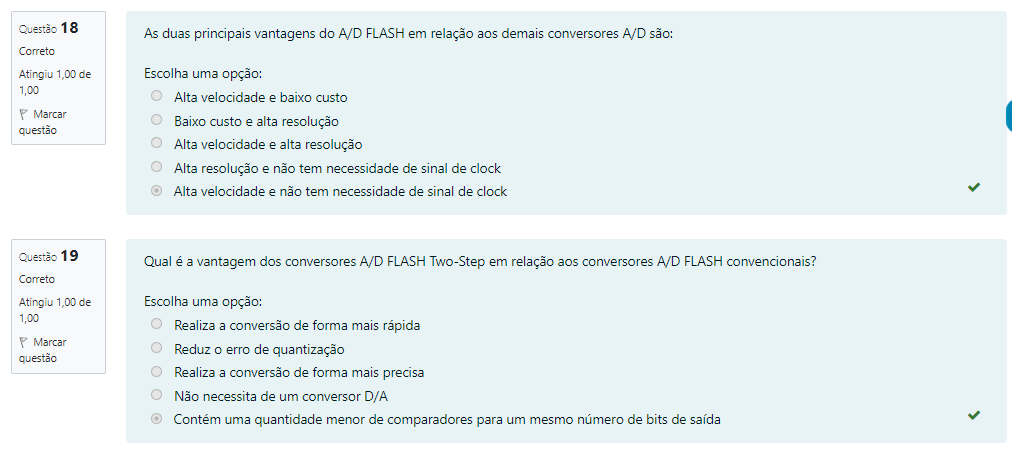 Questão 18
Correto
Atingiu 1,00 de
1,00
Marcar
questão
As duas principais vantagens do A/D FLASH em relação aos demais conversores A/D são:
Escolha uma opção:
Alta velocidade e baixo custo
Baixo custo e alta resolução
Alta velocidade e alta resolução
Alta resolução e não tem necessidade de sinal de clock
Alta velocidade e não tem necessidade de sinal de clock
Questão 19
Correto
Atingiu 1,00 de
1,00
Marcar
questão
Qual é a vantagem dos conversores A/D FLASH Two-Step em relação aos conversores A/D FLASH convencionais?
Escolha uma opção:
Realiza a conversão de forma mais rápida
Reduz o erro de quantização
Realiza a conversão de forma mais precisa
Não necessita de um conversor D/A
Contém uma quantidade menor de comparadores para um mesmo número de bits de saída